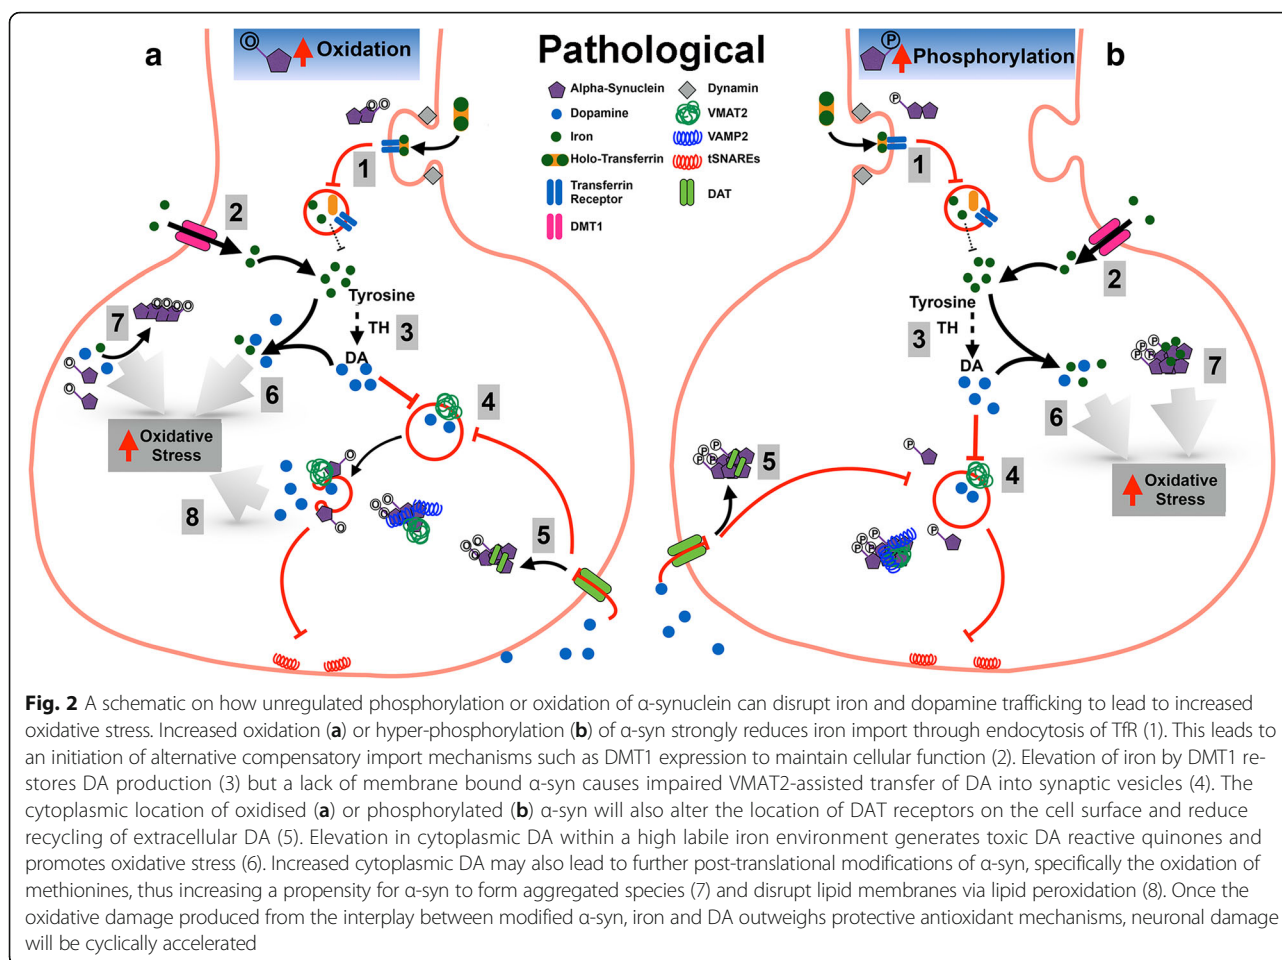 a
O
Oxidation
Pathological
P
Phosphorylation
b
Alpha-Synuclein
Dopamine
Iron
Holo-Transferrin
Transferrin
Receptor
DMT1
Dynamin
VMAT2
VAMP2
tSNAREs
DAT
O O
1
2
Tyrosine
TH
3
DA
7
O O O O
O
O
6
4
Oxidative
Stress
8
O
O
O O
O O
5
P
1
2
Tyrosine
TH
3
DA
P P
7
6
P
4
P P P P
5
P
P P
Oxidative
Stress
Fig. 2 A schematic on how unregulated phosphorylation or oxidation of α-synuclein can disrupt iron and dopamine trafficking to lead to increased
oxidative stress. Increased oxidation (a) or hyper-phosphorylation (b) of α-syn strongly reduces iron import through endocytosis of TfR (1). This leads to
an initiation of alternative compensatory import mechanisms such as DMT1 expression to maintain cellular function (2). Elevation of iron by DMT1 re-
stores DA production (3) but a lack of membrane bound α-syn causes impaired VMAT2-assisted transfer of DA into synaptic vesicles (4). The
cytoplasmic location of oxidised (a) or phosphorylated (b) α-syn will also alter the location of DAT receptors on the cell surface and reduce
recycling of extracellular DA (5). Elevation in cytoplasmic DA within a high labile iron environment generates toxic DA reactive quinones and
promotes oxidative stress (6). Increased cytoplasmic DA may also lead to further post-translational modifications of α-syn, specifically the oxidation of
methionines, thus increasing a propensity for α-syn to form aggregated species (7) and disrupt lipid membranes via lipid peroxidation (8). Once the
oxidative damage produced from the interplay between modified α-syn, iron and DA outweighs protective antioxidant mechanisms, neuronal damage
will be cyclically accelerated